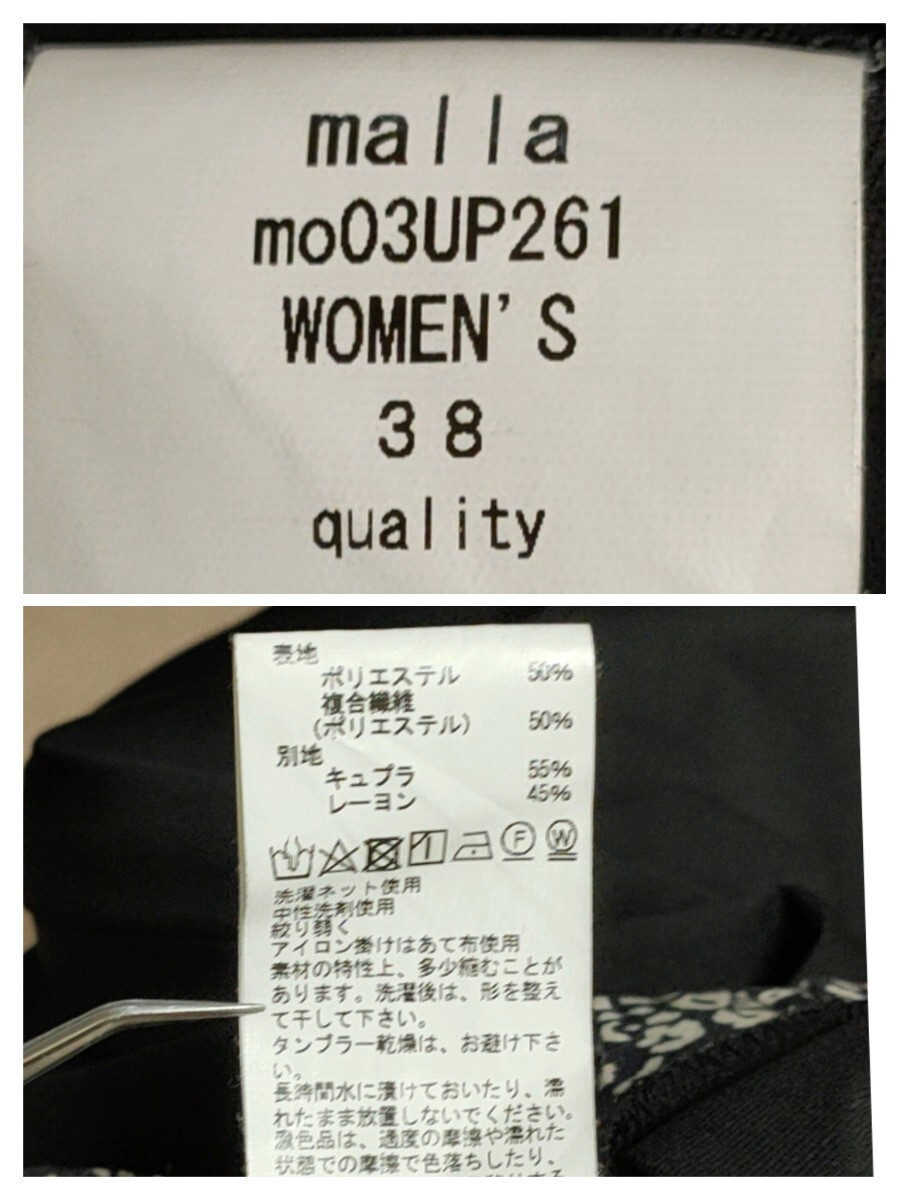 malla
mo03UP261
WOMEN'S
38
quality
表地
ポリエステル 50%
複合繊維
(ポリエステル) 50%
別地
キュプラ 55%
レーヨン 45%
F W
洗濯ネット使用
中性洗剤使用
絞り弱く
アイロン掛けはあて布使用
素材の特性上、多少縮むことが
あります。洗濯後は、形を整え
て干して下さい。
タンブラー乾燥は、お避け下さ
い。
長時間水に漬けておいたり、濡
れたまま放置しないでください。
濃色品は、過度の摩擦や濡れた
状態での摩擦で色落ちしたり、